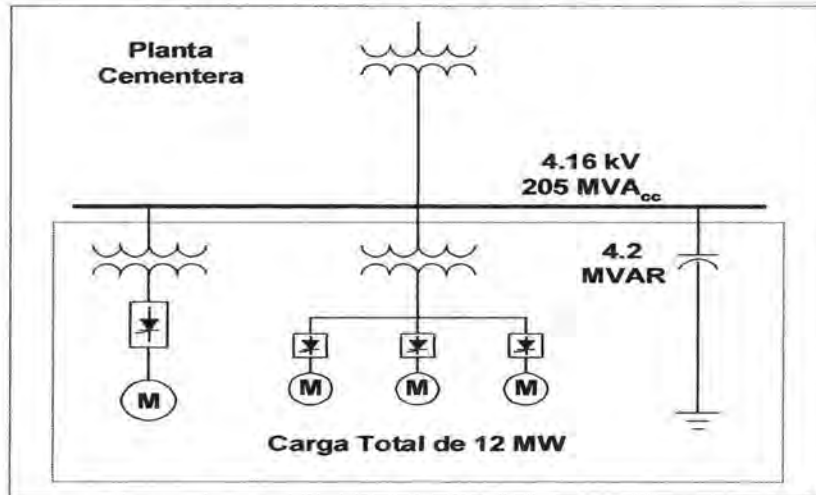 Planta
Cementera
4.16 kV
205 MVAcc
4.2
MVAR
M
M
M
M
Carga Total de 12 MW